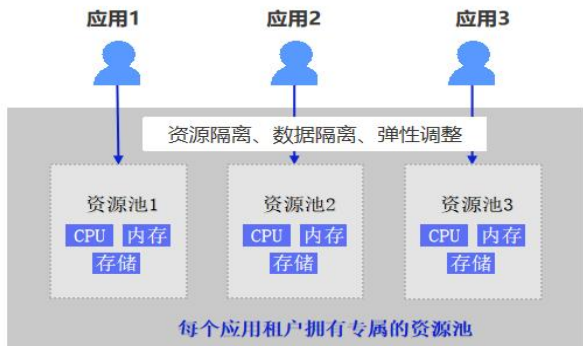 应用1 应用2 应用3
资源隔离、数据隔离、弹性调整
资源池1 资源池2 资源池3
CPU 内存 CPU 内存 CPU 内存
存储 存储 存储
每个应用租户拥有专属的资源池